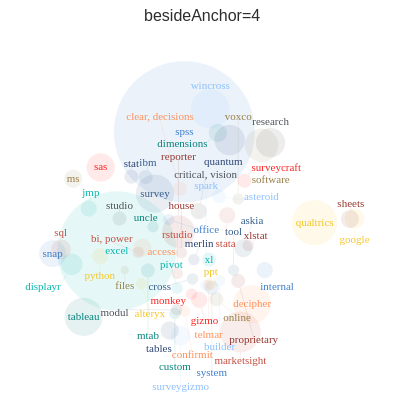 besideAnchor=4
wincross
clear, decisions
voxco
research
spss
dimensions
reporter
statibm
quantum
sas
surveycraft
ms
critical, vision
software
jmp
survey
spark
asteroid
studio
house
sheets
uncle
askia
qualtrics
sql
rstudio
office
tool
bi, power
merlin
stata
xlstat
google
snap
excel
access
xl
python
pivot
ppt
displayr
files
cross
internal
monkey
decipher
tableau
modul
alteryx
gizmo
online
mtab
telmar
proprietary
tables
builder
confirmit
marketsight
custom
system
surveygizmo